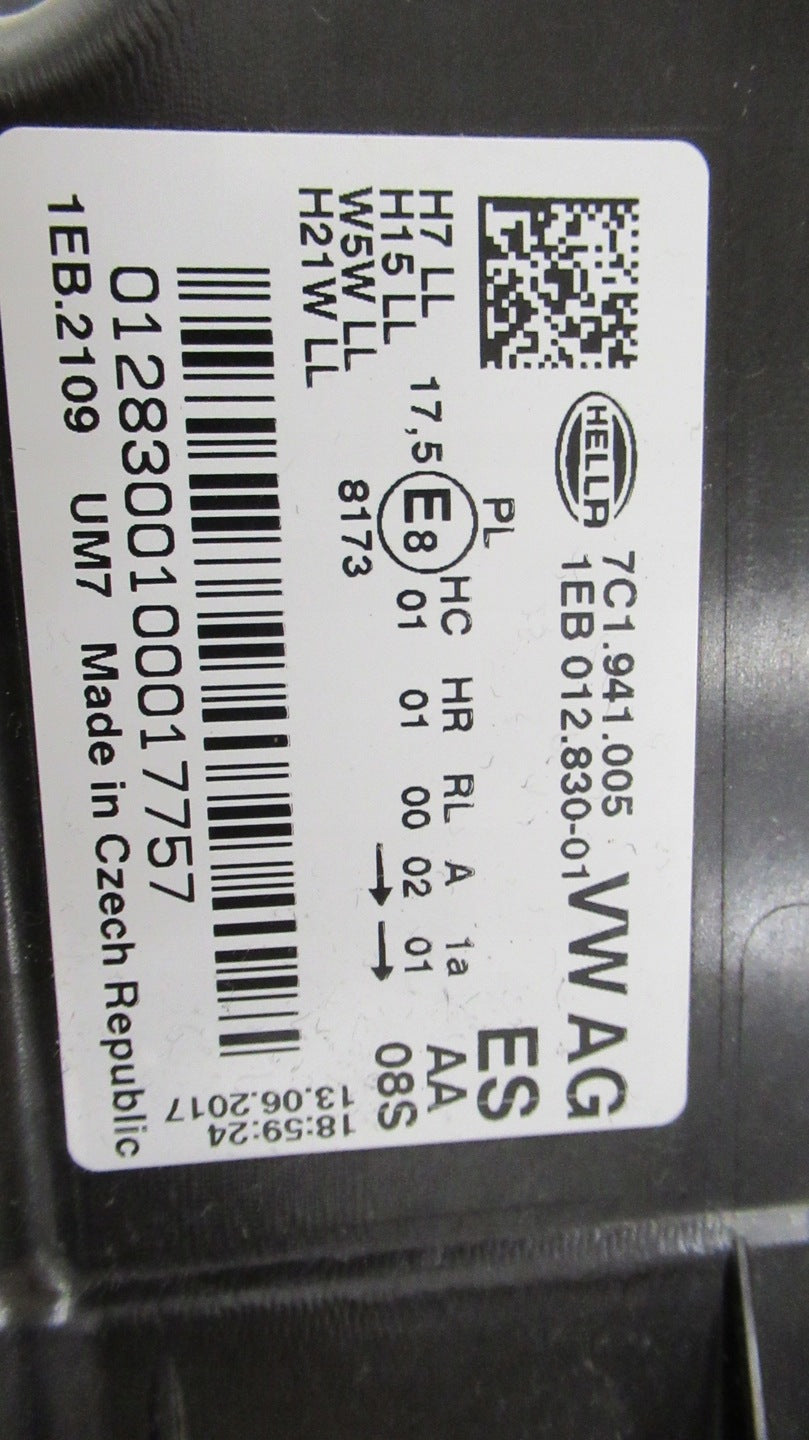 HELLA
7C1.941.005
1EB 012.830-01
VW AG
PL
ES
H7 LL
H15 LL
W5W LL
H21W LL
17,5 E8
HC HR RL A 1a
01 01 00 02 01
→ →
8173
AA
08S
18:59:24
13.06.2017
012830010001 7757
1EB.2109 UM7 Made in Czech Republic